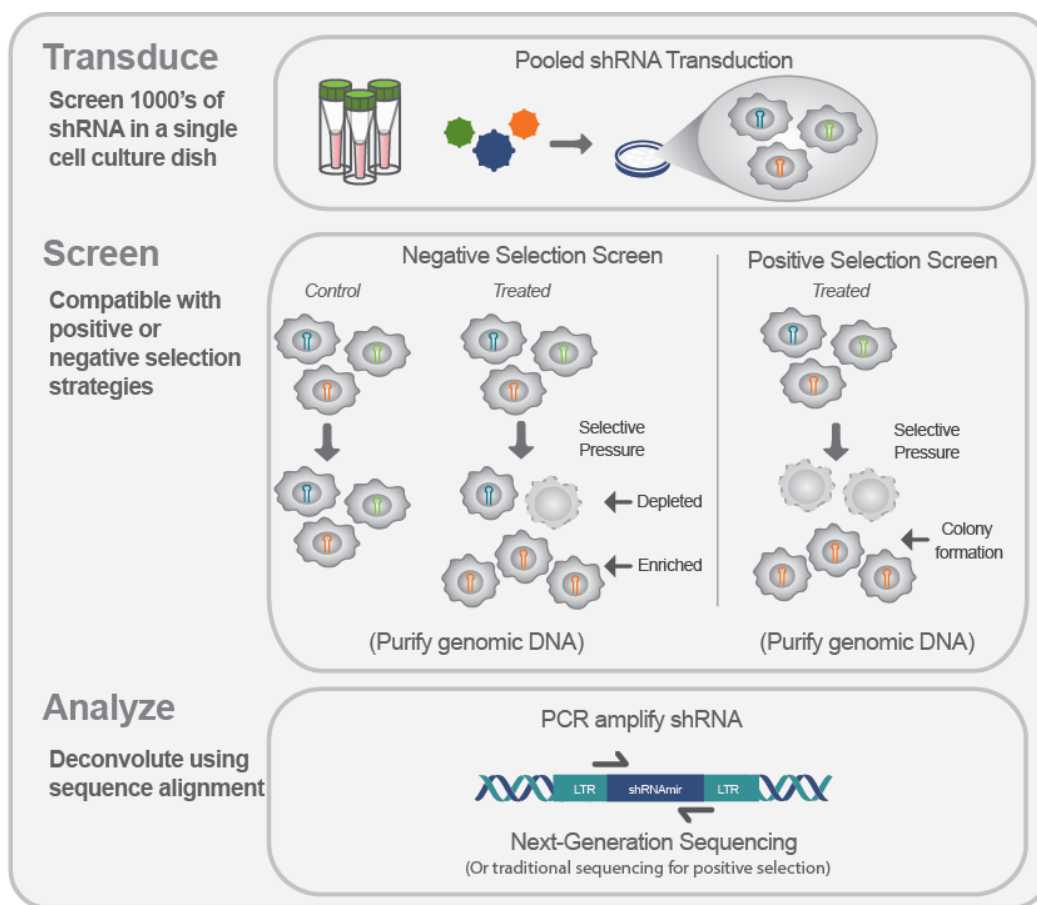 Transduce
Screen 1000’s of
shRNA in a single
cell culture dish
Pooled shRNA Transduction
Screen
Compatible with
positive or
negative selection
strategies
Negative Selection Screen
Control
Treated
Selective
Pressure
Depleted
Enriched
(Purify genomic DNA)
Positive Selection Screen
Treated
Selective
Pressure
Colony
formation
(Purify genomic DNA)
Analyze
Deconvolute using
sequence alignment
PCR amplify shRNA
LTR
shRNAmir
LTR
Next-Generation Sequencing
(Or traditional sequencing for positive selection)